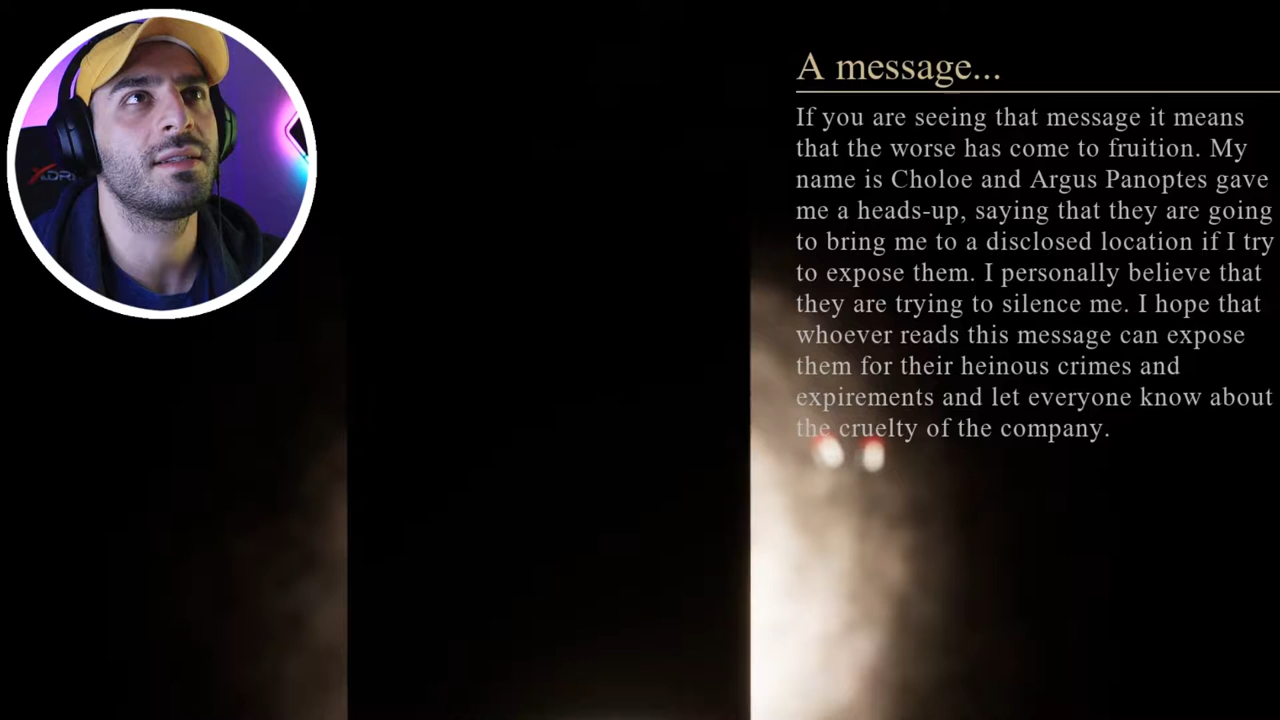 A message...
If you are seeing that message it means
that the worse has come to fruition. My
name is Choloe and Argus Panoptes gave
me a heads-up, saying that they are going
to bring me to a disclosed location if I try
to expose them. I personally believe that
they are trying to silence me. I hope that
whoever reads this message can expose
them for their heinous crimes and
expirements and let everyone know about
the cruelty of the company.